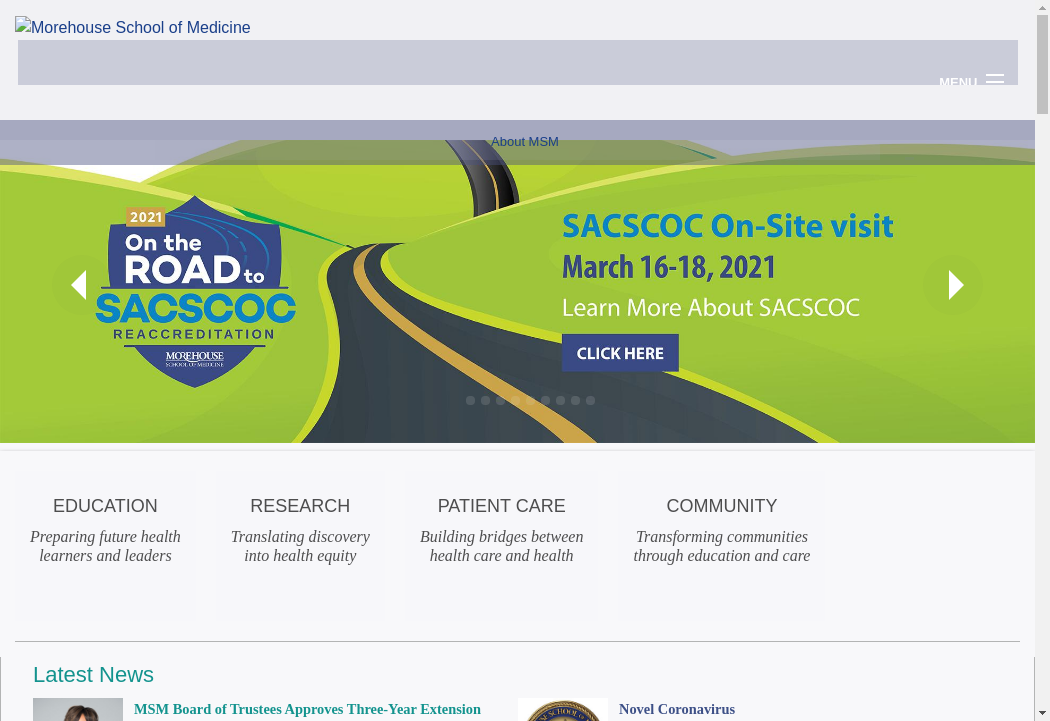 Morehouse School of Medicine
MENU
About MSM
2021
On the
ROAD to
SACSCOC
REACCREDITATION
MOREHOUSE
SCHOOL OF MEDICINE
SACSCOC On-Site visit
March 16-18, 2021
Learn More About SACSCOC
CLICK HERE
EDUCATION
Preparing future health
learners and leaders
RESEARCH
Translating discovery
into health equity
PATIENT CARE
Building bridges between
health care and health
COMMUNITY
Transforming communities
through education and care
Latest News
MSM Board of Trustees Approves Three-Year Extension
Novel Coronavirus